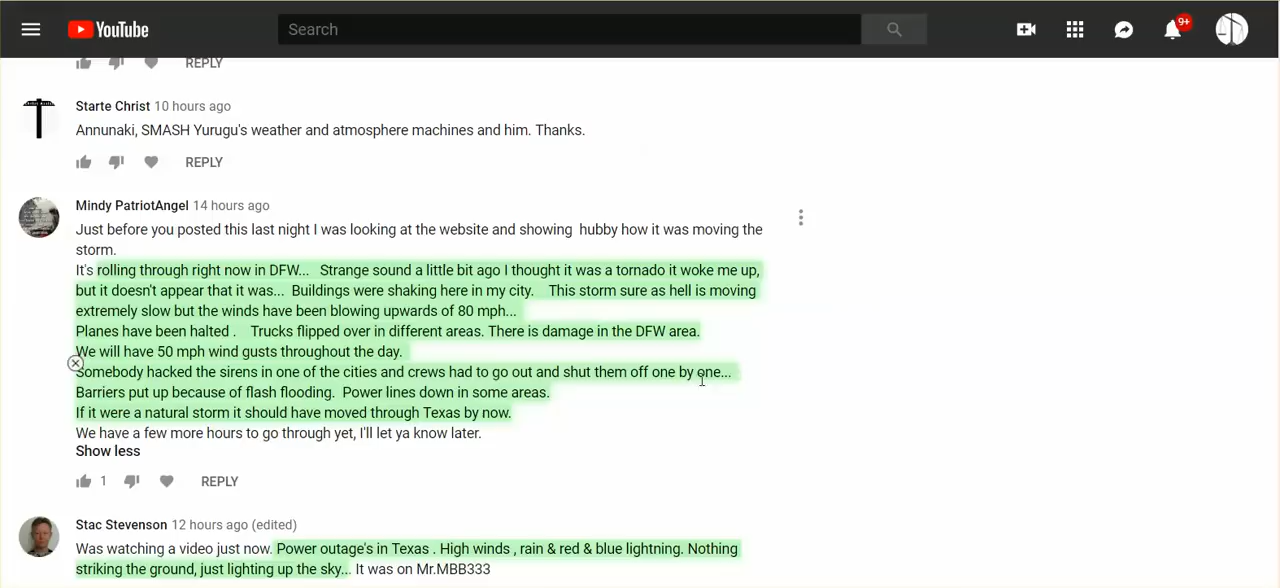 YouTube
Search
9+
REPLY
Starte Christ 10 hours ago
Annunaki, SMASH Yurugu's weather and atmosphere machines and him. Thanks.
REPLY
Mindy PatriotAngel 14 hours ago
Just before you posted this last night I was looking at the website and showing hubby how it was moving the
storm.
It's rolling through right now in DFW... Strange sound a little bit ago I thought it was a tornado it woke me up,
but it doesn't appear that it was... Buildings were shaking here in my city. This storm sure as hell is moving
extremely slow but the winds have been blowing upwards of 80 mph...
Planes have been halted . Trucks flipped over in different areas. There is damage in the DFW area.
We will have 50 mph wind gusts throughout the day.
Somebody hacked the sirens in one of the cities and crews had to go out and shut them off one by one...
Barriers put up because of flash flooding. Power lines down in some areas.
If it were a natural storm it should have moved through Texas by now.
We have a few more hours to go through yet, I'll let ya know later.
Show less
1 REPLY
Stac Stevenson 12 hours ago (edited)
Was watching a video just now. Power outage's in Texas . High winds , rain & red & blue lightning. Nothing
striking the ground, just lighting up the sky... It was on Mr.MBB333